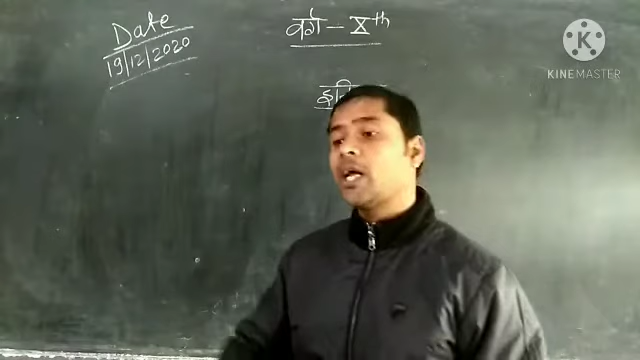 Date
19/12/2020
वर्ग - Xth
KINEMASTER